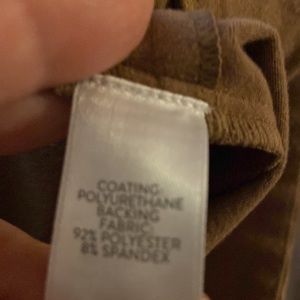 COATING:
POLYURETHANE
BACKING
FABRIC:
92% POLYESTER
8% SPANDEX